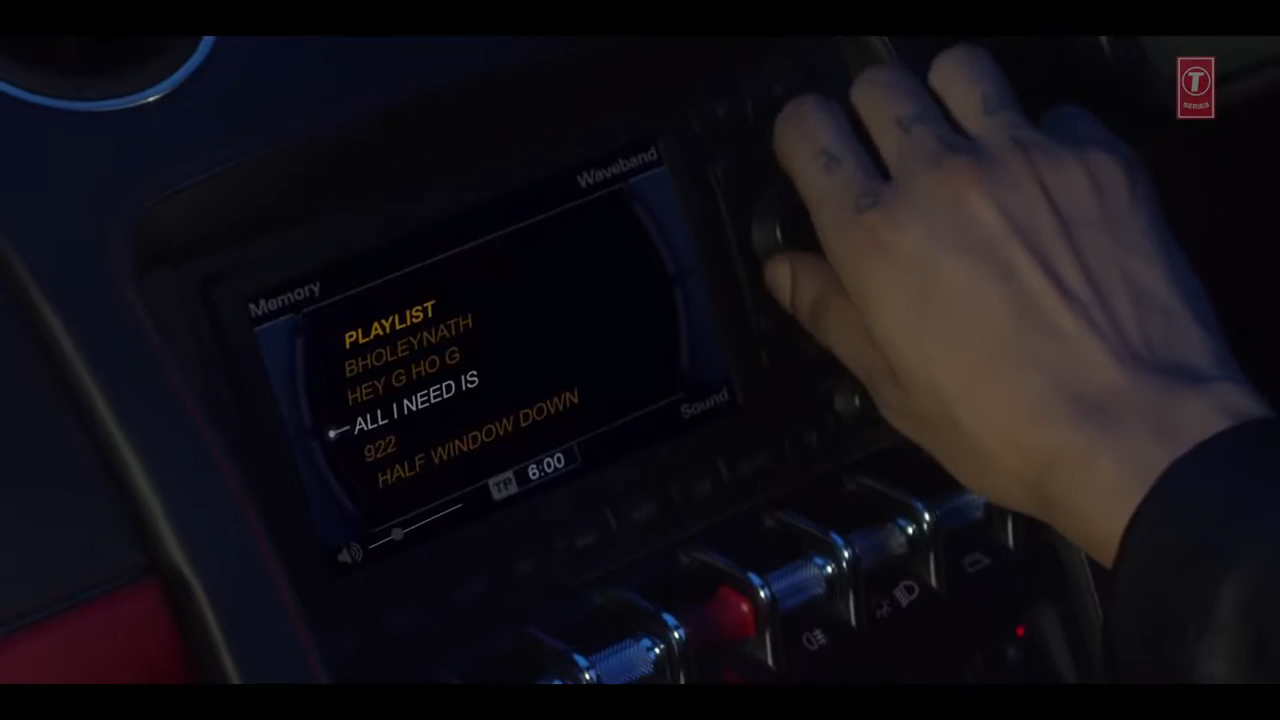 T
SERIES
Waveband
Memory
PLAYLIST
BHOLEYNATH
HEY G HO G
ALL I NEED IS
922
HALF WINDOW DOWN
Sound
TP 6:00